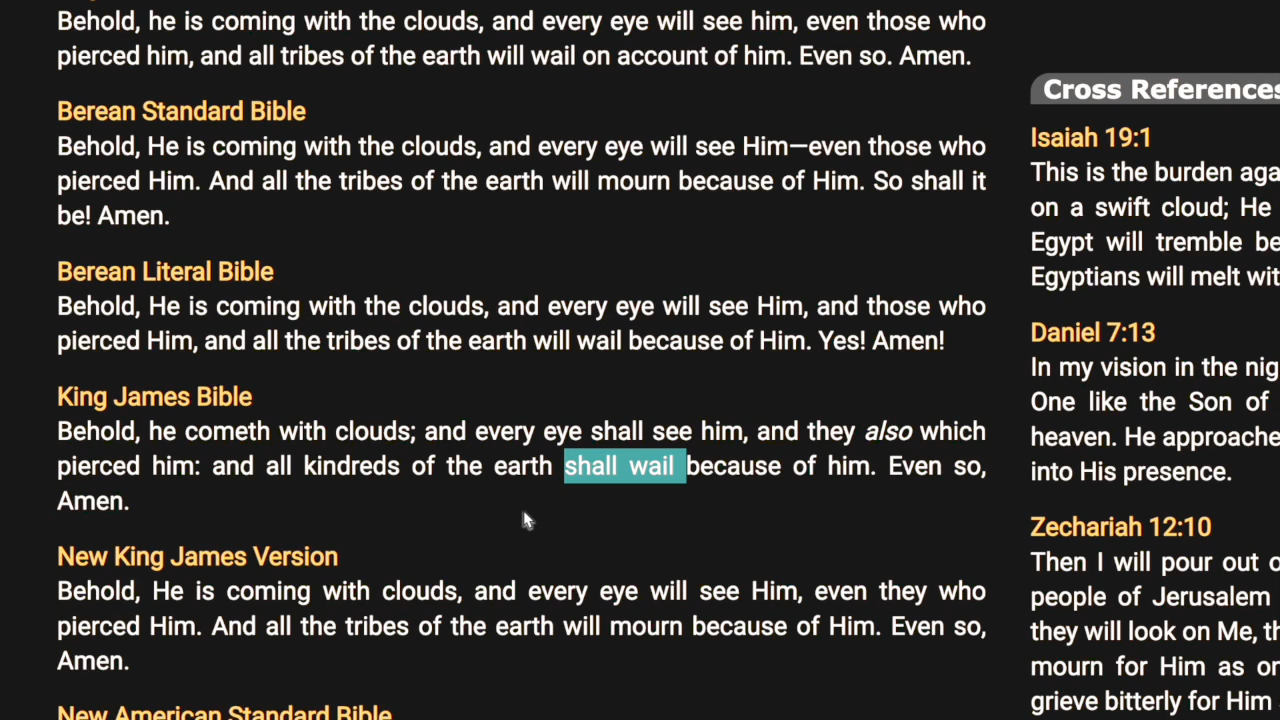 Behold, he is coming with the clouds, and every eye will see him, even those who
pierced him, and all tribes of the earth will wail on account of him. Even so. Amen.
Berean Standard Bible
Behold, He is coming with the clouds, and every eye will see Him—even those who
pierced Him. And all the tribes of the earth will mourn because of Him. So shall it
be! Amen.
Berean Literal Bible
Behold, He is coming with the clouds, and every eye will see Him, and those who
pierced Him, and all the tribes of the earth will wail because of Him. Yes! Amen!
King James Bible
Behold, he cometh with clouds; and every eye shall see him, and they also which
pierced him: and all kindreds of the earth shall wail because of him. Even so,
Amen.
New King James Version
Behold, He is coming with clouds, and every eye will see Him, even they who
pierced Him. And all the tribes of the earth will mourn because of Him. Even so,
Amen.
New American Standard Bible
Cross References
Isaiah 19:1
This is the burden aga
on a swift cloud; He
Egypt will tremble be
Egyptians will melt wit
Daniel 7:13
In my vision in the nig
One like the Son of
heaven. He approache
into His presence.
Zechariah 12:10
Then I will pour out o
people of Jerusalem
they will look on Me, th
mourn for Him as on
grieve bitterly for Him